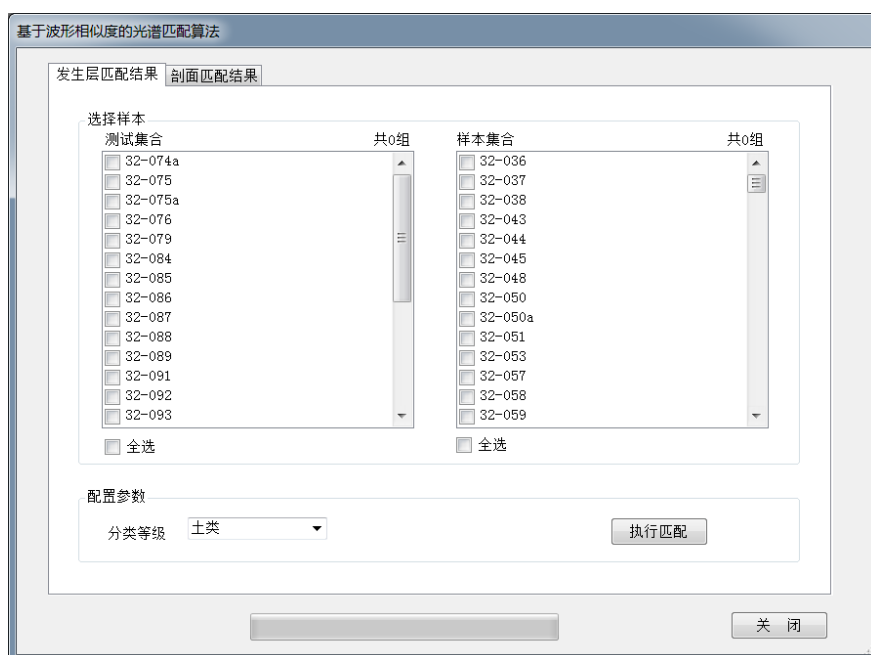 基于波形相似度的光谱匹配算法
发生层匹配结果 剖面匹配结果
选择样本
测试集合 共0组
32-074a
32-075
32-075a
32-076
32-079
32-084
32-085
32-086
32-087
32-088
32-089
32-091
32-092
32-093
全选
样本集合 共0组
32-036
32-037
32-038
32-043
32-044
32-045
32-048
32-050
32-050a
32-051
32-053
32-057
32-058
32-059
全选
配置参数
分类等级 土类 执行匹配
关 闭